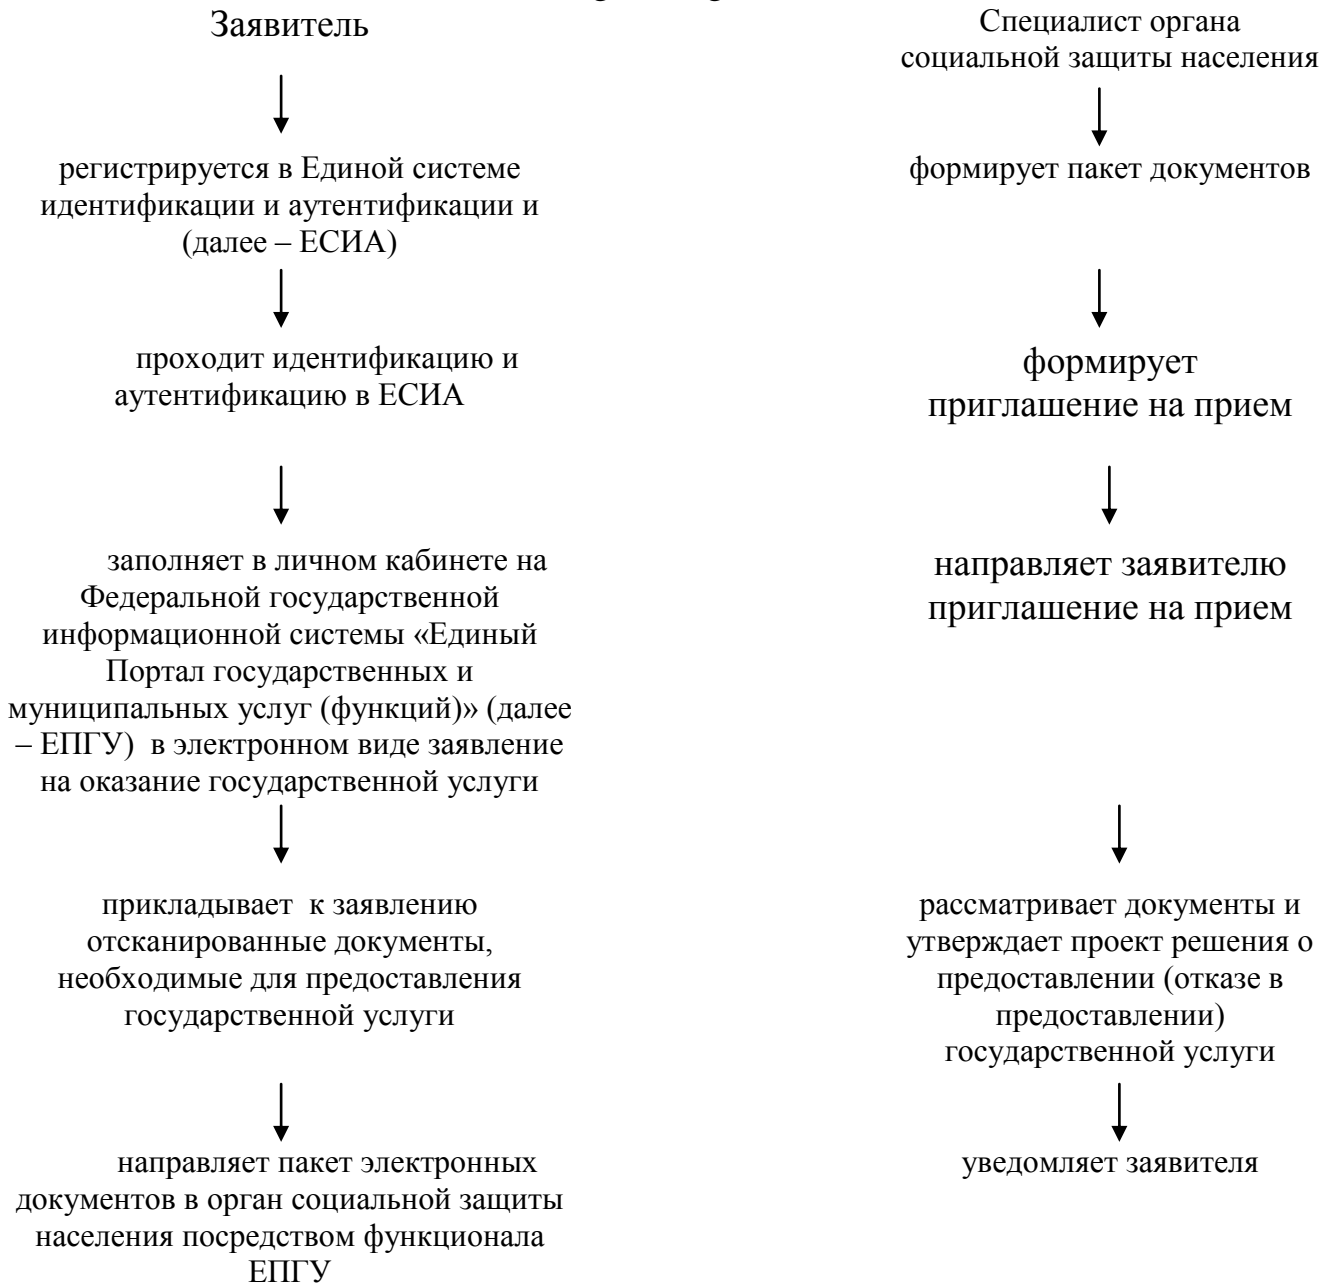 Заявитель
регистрируется в Единой системе
идентификации и аутентификации и
(далее – ЕСИА)
проходит идентификацию и
аутентификацию в ЕСИА
заполняет в личном кабинете на
Федеральной государственной
информационной системы «Единый
Портал государственных и
муниципальных услуг (функций)» (далее
– ЕПГУ) в электронном виде заявление
на оказание государственной услуги
прикладывает к заявлению
отсканированные документы,
необходимые для предоставления
государственной услуги
направляет пакет электронных
документов в орган социальной защиты
населения посредством функционала
ЕПГУ
Специалист органа
социальной защиты населения
формирует пакет документов
формирует
приглашение на прием
направляет заявителю
приглашение на прием
рассматривает документы и
утверждает проект решения о
предоставлении (отказе в
предоставлении)
государственной услуги
уведомляет заявителя